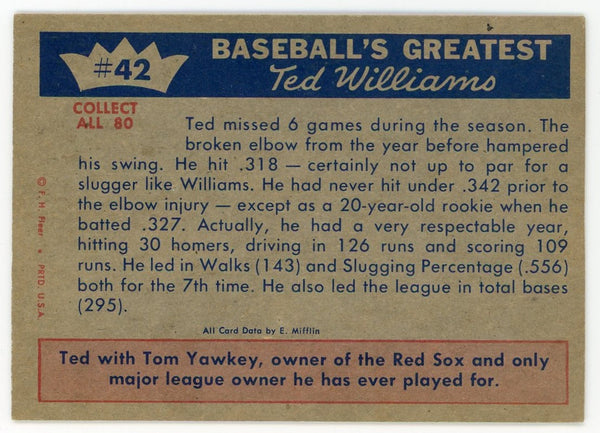 #42
BASEBALL'S GREATEST
Ted Williams
COLLECT
ALL 80
Ted missed 6 games during the season. The
broken elbow from the year before hampered
his swing. He hit .318 — certainly not up to par for a
slugger like Williams. He had never hit under .342 prior to
the elbow injury — except as a 20-year-old rookie when he
batted .327. Actually, he had a very respectable year,
hitting 30 homers, driving in 126 runs and scoring 109
runs. He led in Walks (143) and Slugging Percentage (.556)
both for the 7th time. He also led the league in total bases
(295).
© F. H. Fleer • PRTD. U.S.A.
All Card Data by E. Mifflin
Ted with Tom Yawkey, owner of the Red Sox and only
major league owner he has ever played for.